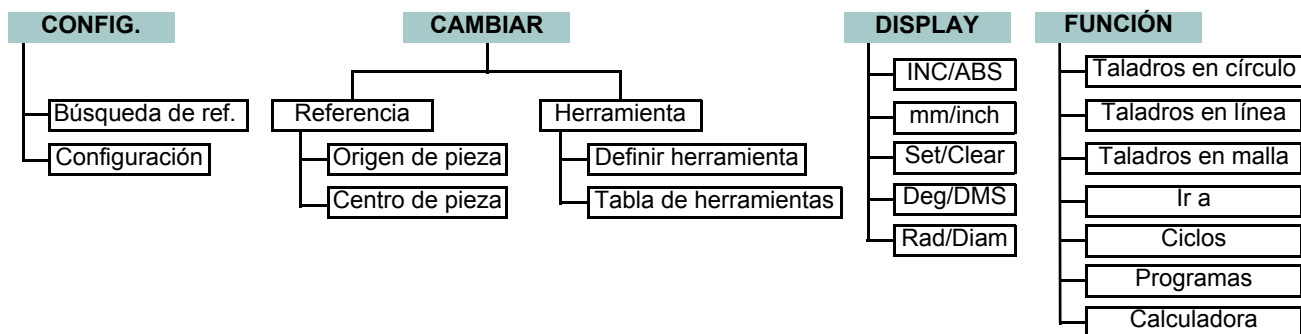 CONFIG.
Búsqueda de ref.
Configuración
CAMBIAR
Referencia
Origen de pieza
Centro de pieza
Herramienta
Definir herramienta
Tabla de herramientas
DISPLAY
INC/ABS
mm/inch
Set/Clear
Deg/DMS
Rad/Diam
FUNCIÓN
Taladros en círculo
Taladros en línea
Taladros en malla
Ir a
Ciclos
Programas
Calculadora